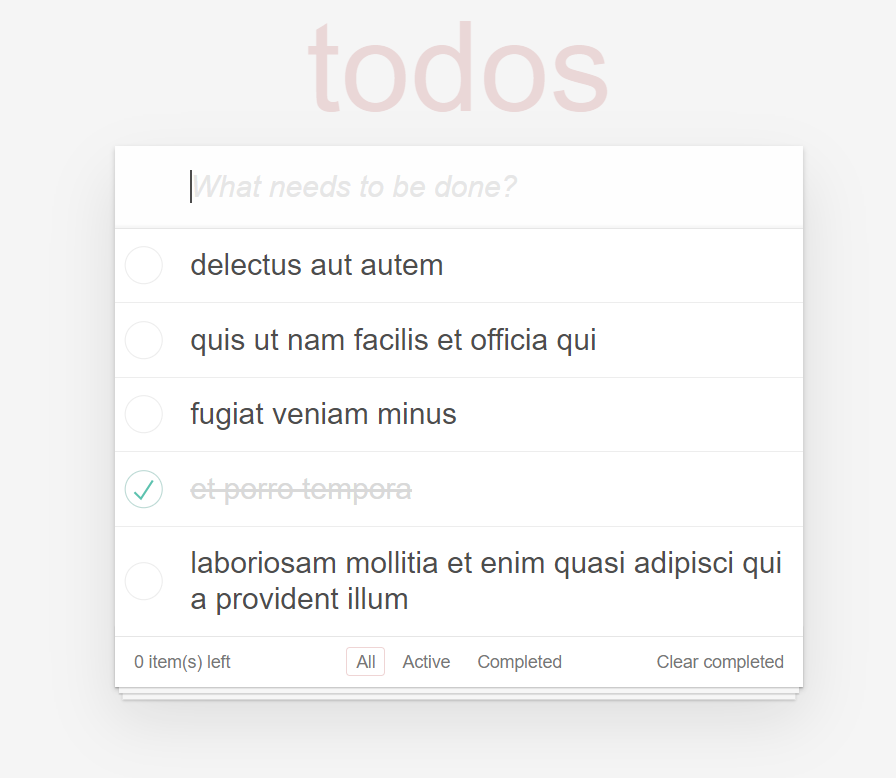 todos
What needs to be done?
delectus aut autem
quis ut nam facilis et officia qui
fugiat veniam minus
et porro tempora
laboriosam mollitia et enim quasi adipisci qui
a provident illum
0 item(s) left All Active Completed Clear completed